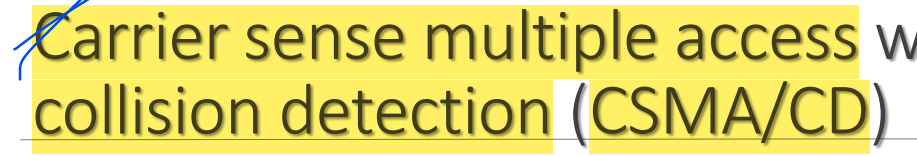 Carrier sense multiple access
collision detection (CSMA/CD)